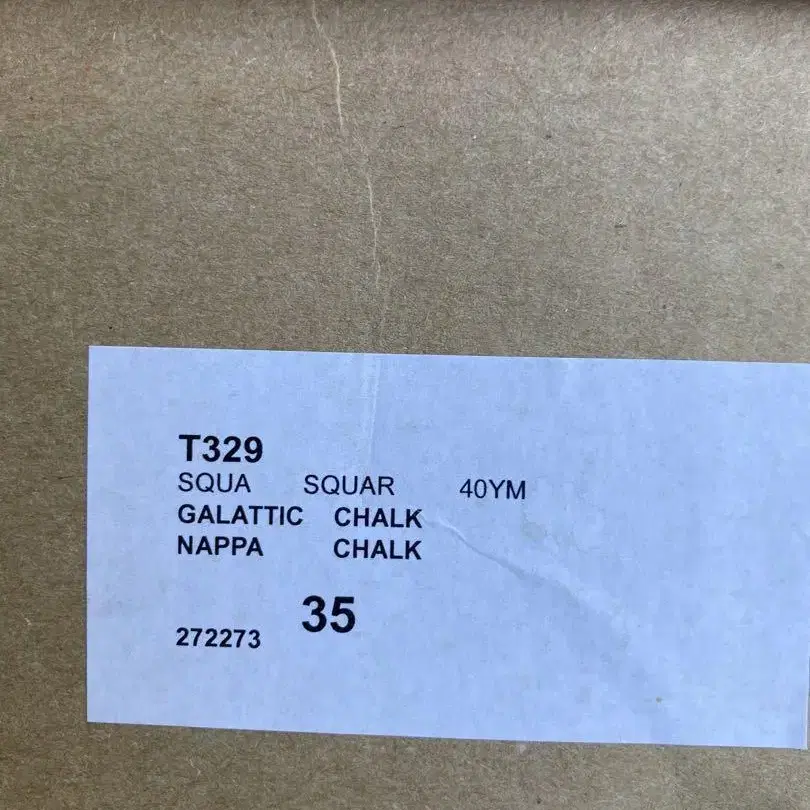 T329
SQUA SQUAR 40YM
GALATTIC CHALK
NAPPA CHALK
35
272273